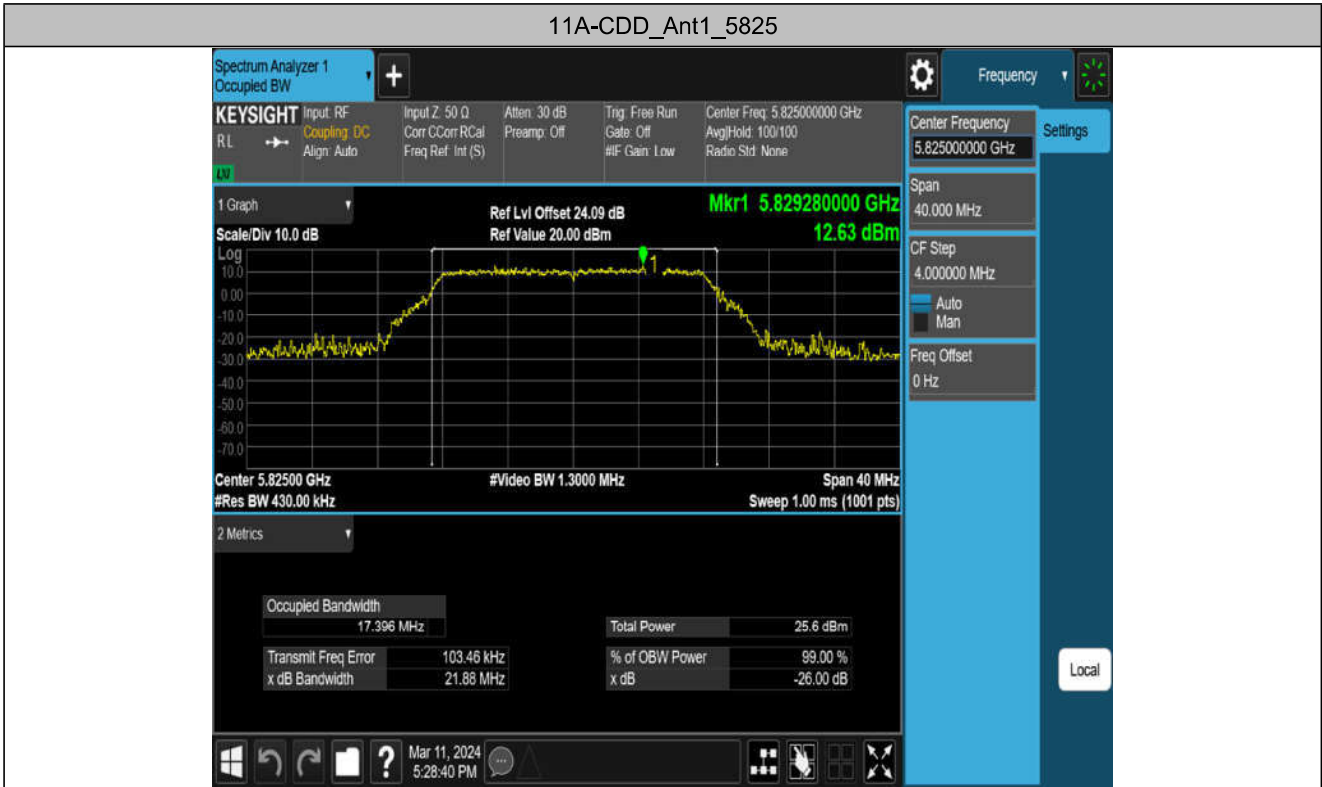 11A-CDD_Ant1_5825
Spectrum Analyzer 1
Occupied BW
+
Frequency
KEYSIGHT
R L
LXI
Input: RF
Coupling: DC
Align: Auto
Input Z: 50 Ω
Corr CCorr RCal
Freq Ref: Int (S)
Atten: 30 dB
Preamp: Off
Trig: Free Run
Gate: Off
#IF Gain: Low
Center Freq: 5.825000000 GHz
Avg|Hold: 100/100
Radio Std: None
Center Frequency
5.825000000 GHz
Settings
Span
40.000 MHz
CF Step
4.000000 MHz
Auto
Man
Freq Offset
0 Hz
Local
1 Graph
Scale/Div 10.0 dB
Ref Lvl Offset 24.09 dB
Ref Value 20.00 dBm
Mkr1 5.829280000 GHz
12.63 dBm
Log
10.0
0.00
-10.0
-20.0
-30.0
-40.0
-50.0
-60.0
-70.0
1
Center 5.82500 GHz
#Res BW 430.00 kHz
#Video BW 1.3000 MHz
Span 40 MHz
Sweep 1.00 ms (1001 pts)
2 Metrics
Occupied Bandwidth
17.396 MHz
Total Power 25.6 dBm
Transmit Freq Error 103.46 kHz
% of OBW Power 99.00 %
x dB Bandwidth 21.88 MHz
x dB -26.00 dB
?
Mar 11, 2024
5:28:40 PM